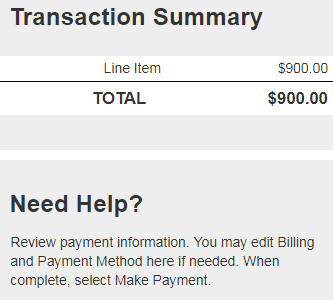 Transaction Summary
Line Item $900.00
TOTAL $900.00
Need Help?
Review payment information. You may edit Billing
and Payment Method here if needed. When
complete, select Make Payment.